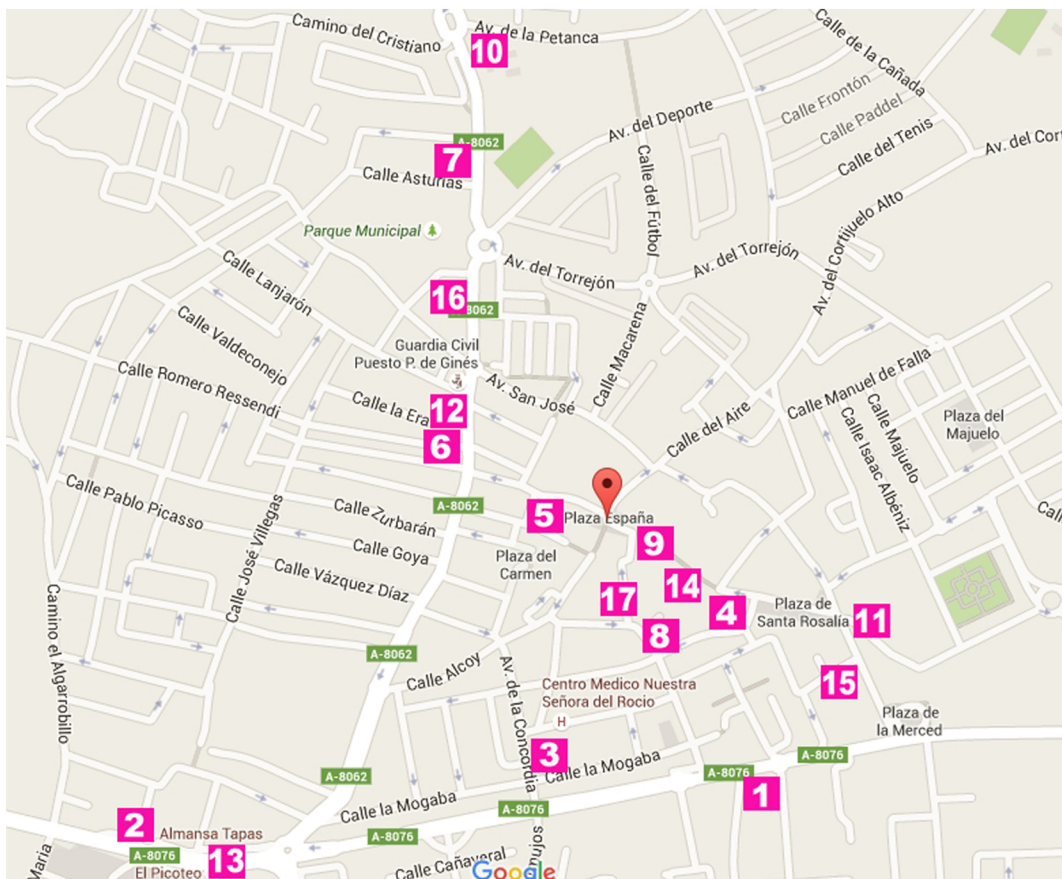 Camino del Cristiano
Av. de la Petanca
10
Calle de la Cañada
Calle Frontón
Calle Paddel
Av. del Deporte
A-8062
7
Calle del Tenis
Av. del Cort
Calle Asturias
Calle del Fútbol
Parque Municipal
Av. del Cortijuelo Alto
Calle Lanjarón
Av. del Torrejón
Av. del Torrejón
16
A-8062
Calle Valdeconejo
Guardia Civil
Puesto P. de Ginés
Calle Macarena
Calle Romero Ressendi
Av. San José
Calle Manuel de Falla
Calle la Era
12
Calle Majuelo
Plaza del
Majuelo
6
Calle del Aire
Calle Isaac Albéniz
Calle Pablo Picasso
A-8062
5
Plaza España
Calle Zurbarán
9
Calle José Villegas
Calle Goya
Plaza del
Carmen
Calle Vázquez Díaz
14
17
4
Plaza de
Santa Rosalía
11
8
Camino el Algarrobillo
A-8062
Calle Alcoy
Av. de la Concordia
Centro Medico Nuestra
Señora del Rocio
H
15
Plaza de
la Merced
3
A-8076
A-8062
Calle la Mogaba
A-8076
1
Calle la Mogaba
A-8076
2
Almansa Tapas
A-8076
A-8076
13
El Picoteo
Maria
Calle Cañaveral
Google